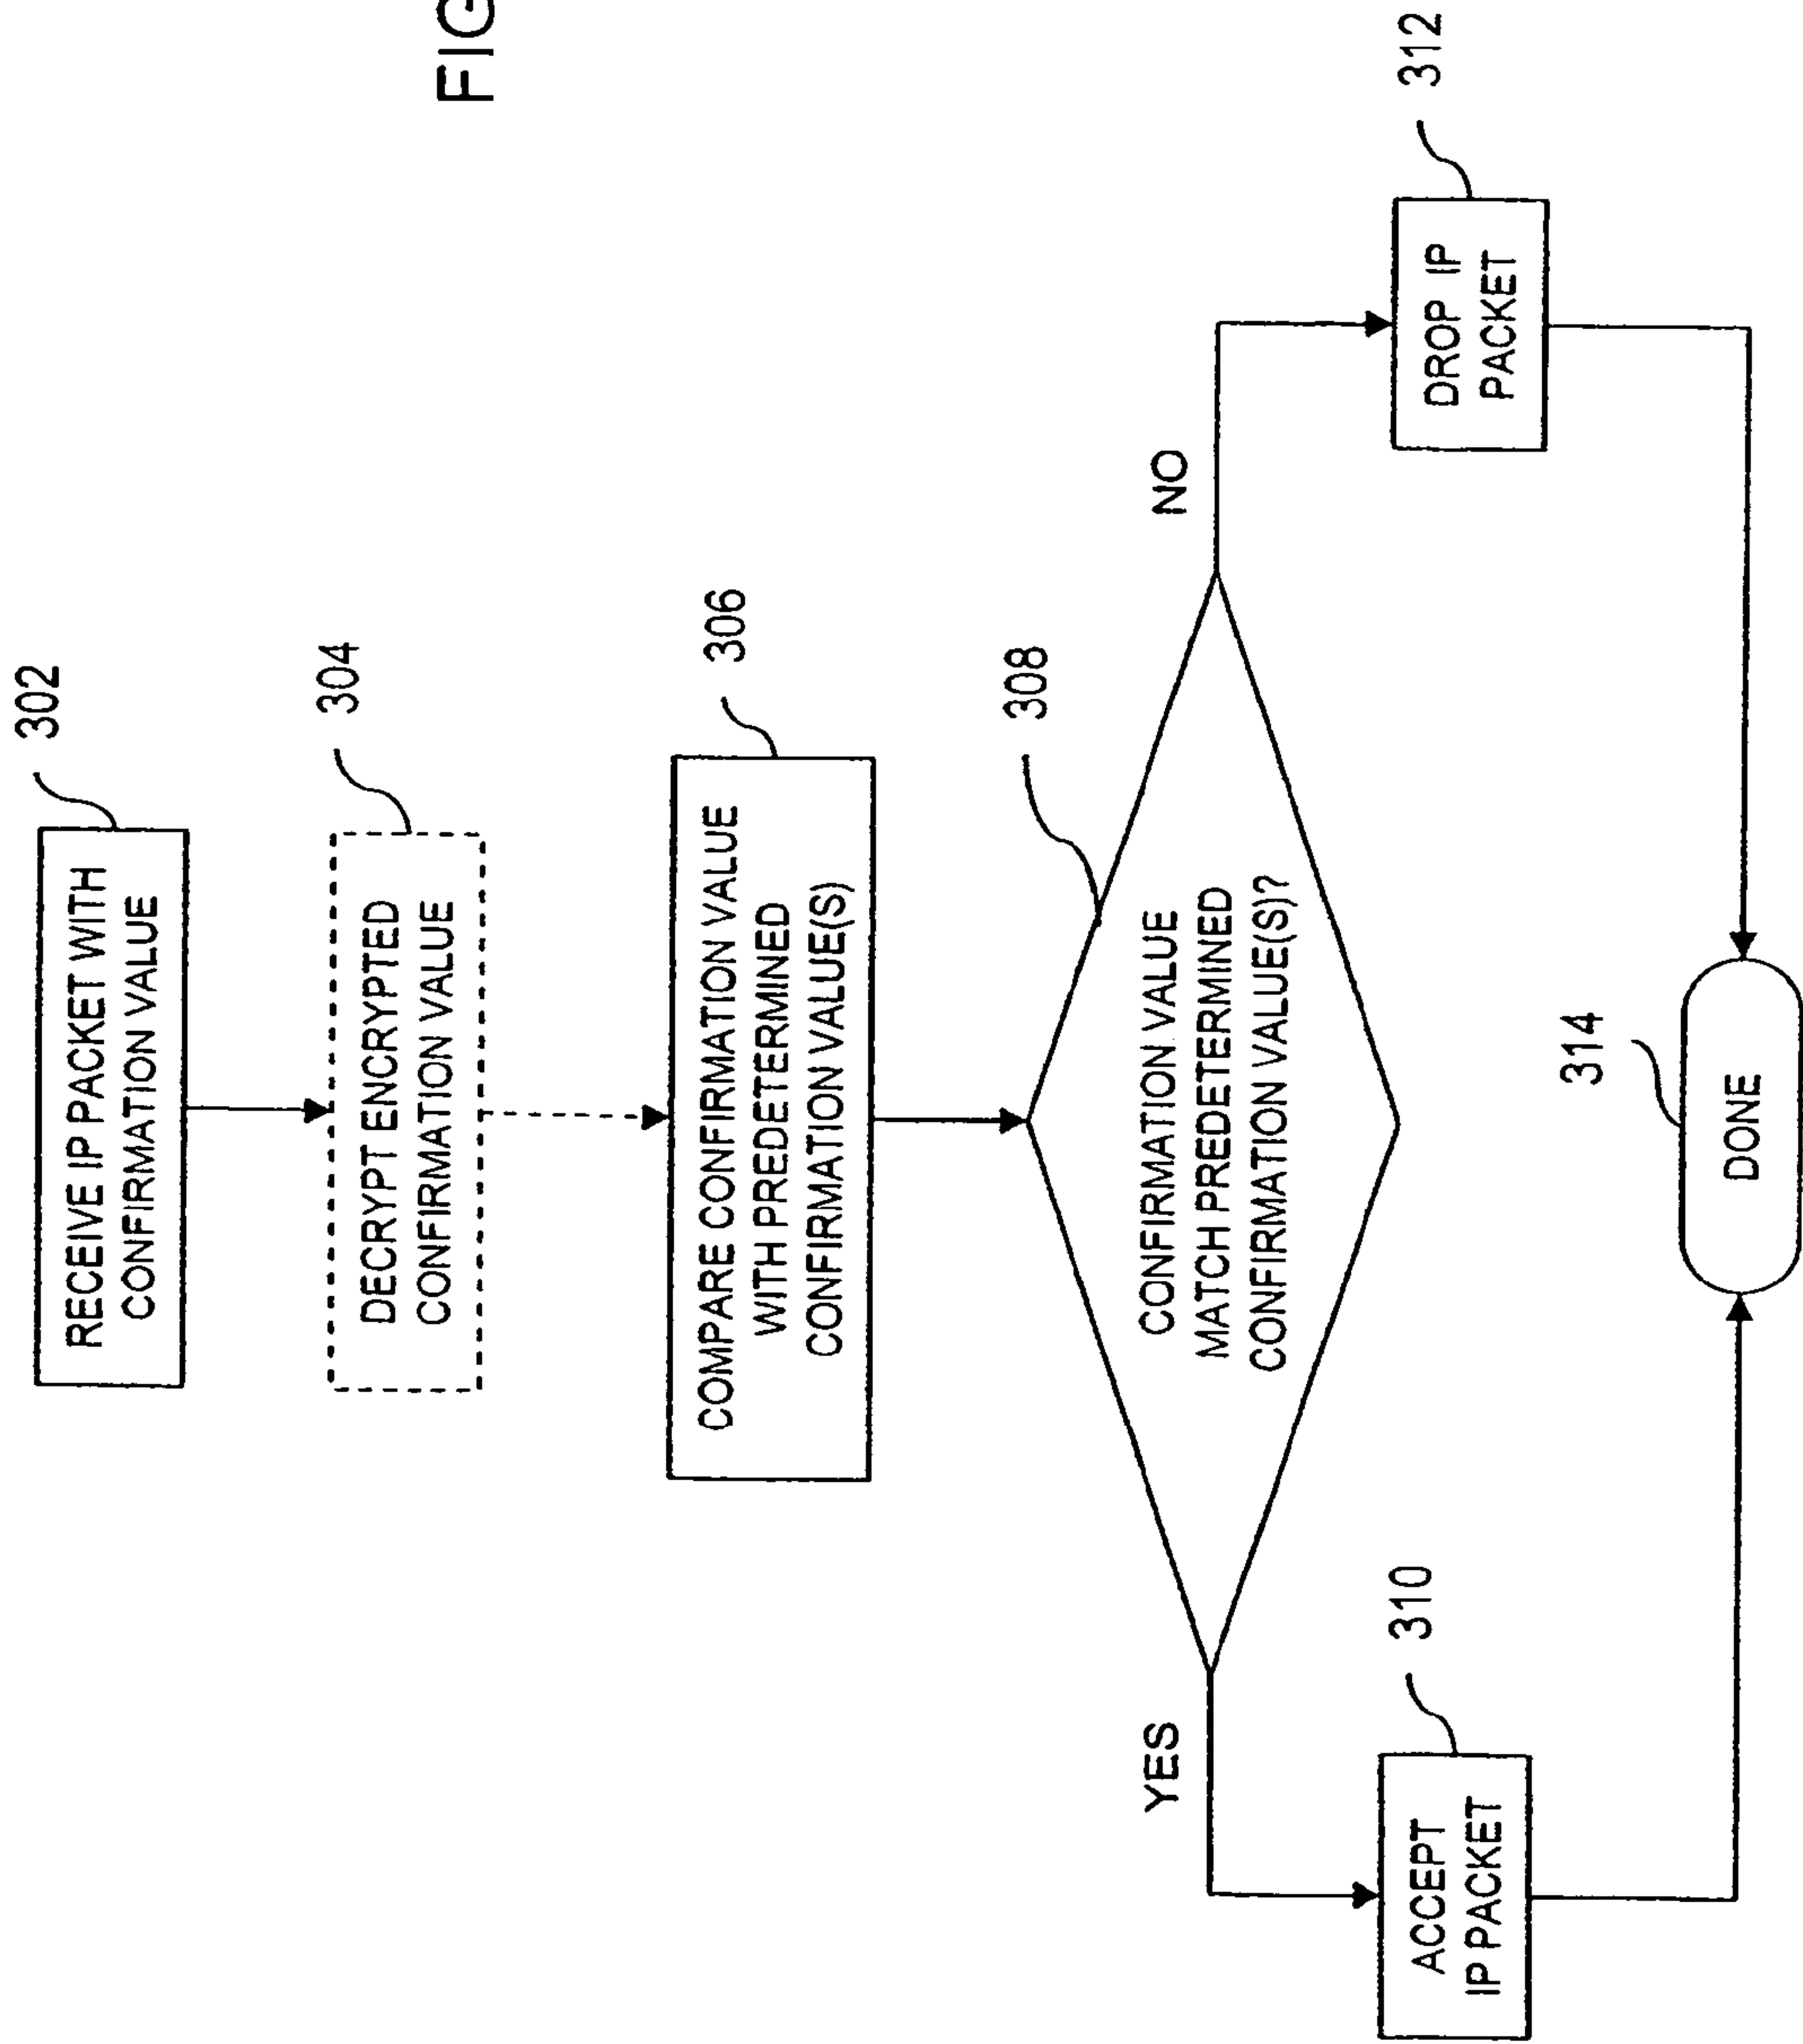 FIG
302
RECEIVE IP PACKET WITH
CONFIRMATION VALUE
304
DECRYPT ENCRYPTED
CONFIRMATION VALUE
306
COMPARE CONFIRMATION VALUE
WITH PREDETERMINED
CONFIRMATION VALUE(S)
308
CONFIRMATION VALUE
MATCH PREDETERMINED
CONFIRMATION VALUE(S)?
YES
NO
310
ACCEPT
IP PACKET
312
DROP IP
PACKET
314
DONE